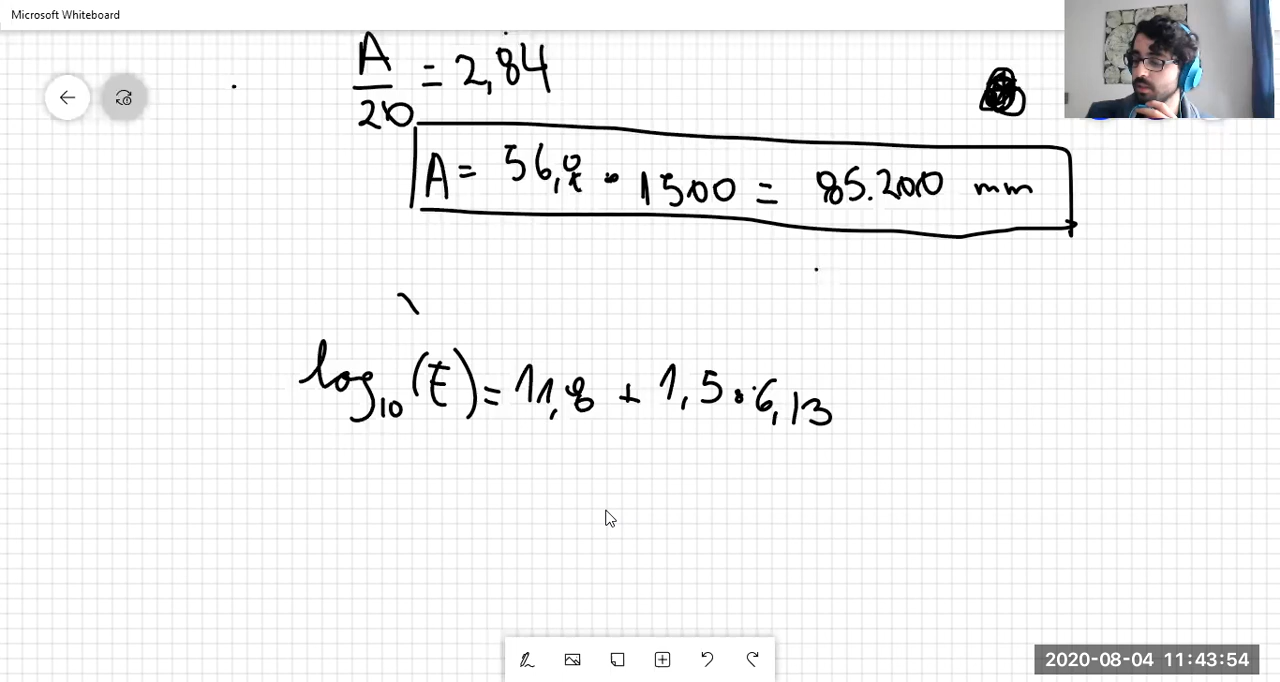 Microsoft Whiteboard
A
— = 2,84
20
A = 56,8 · 1500 = 85.200 mm
log₁₀(E) = 11,8 + 1,5 · 6,13
2020-08-04 11:43:54